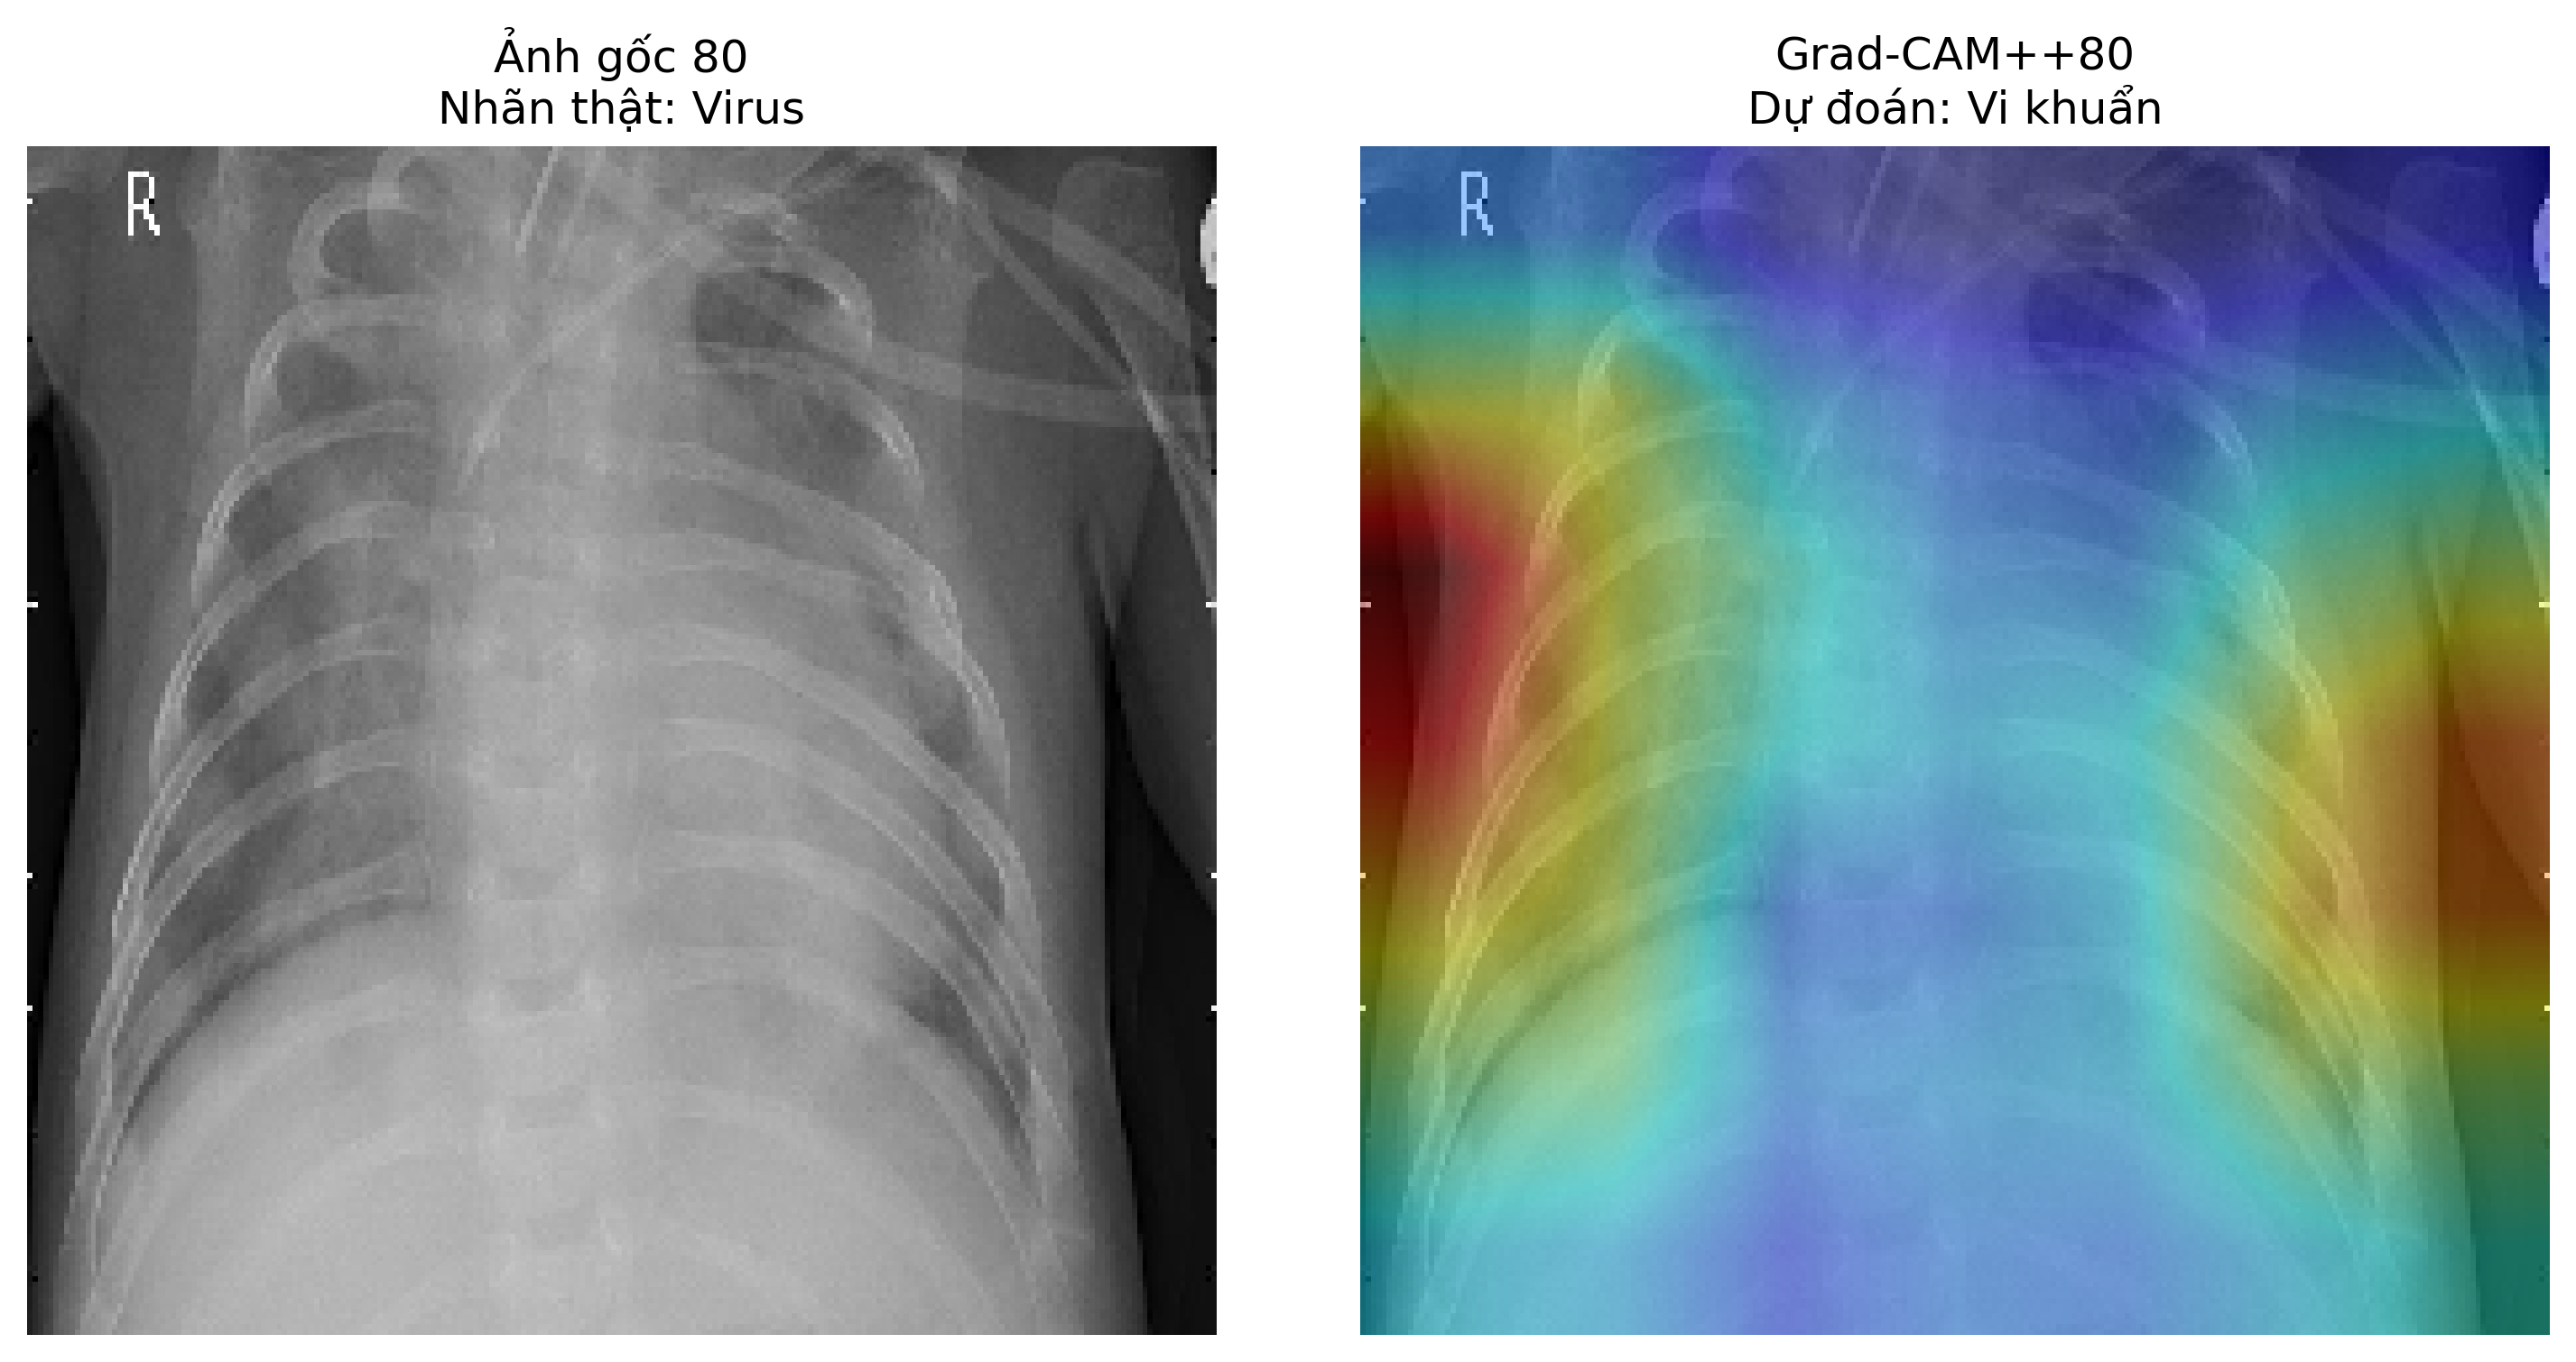 Ảnh gốc 80
Nhãn thật: Virus
R
Grad-CAM++80
Dự đoán: Vi khuẩn
R